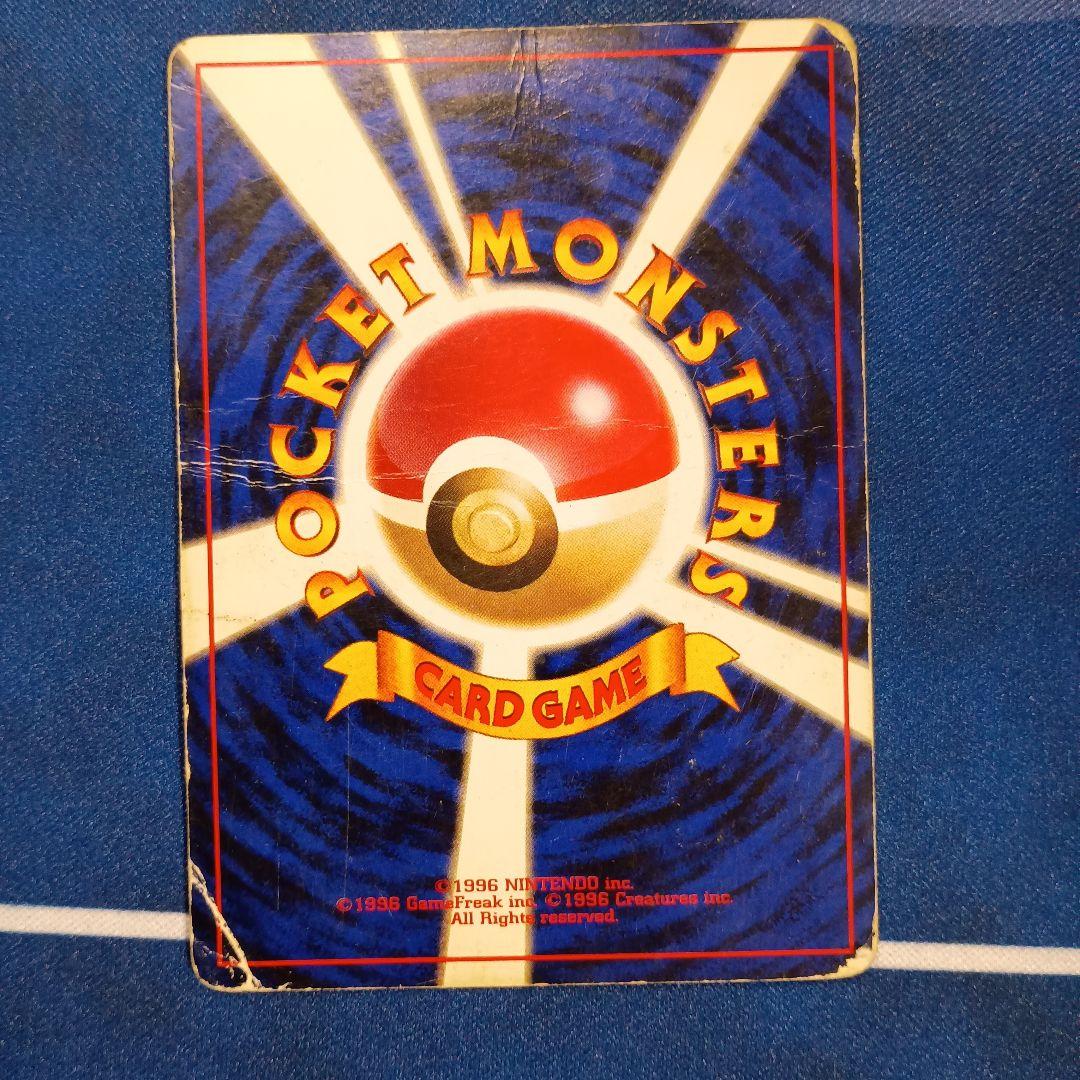 POCKET MONSTERS
CARD GAME
©1996 NINTENDO inc.
©1996 GameFreak inc. ©1996 Creatures inc.
All Rights reserved.